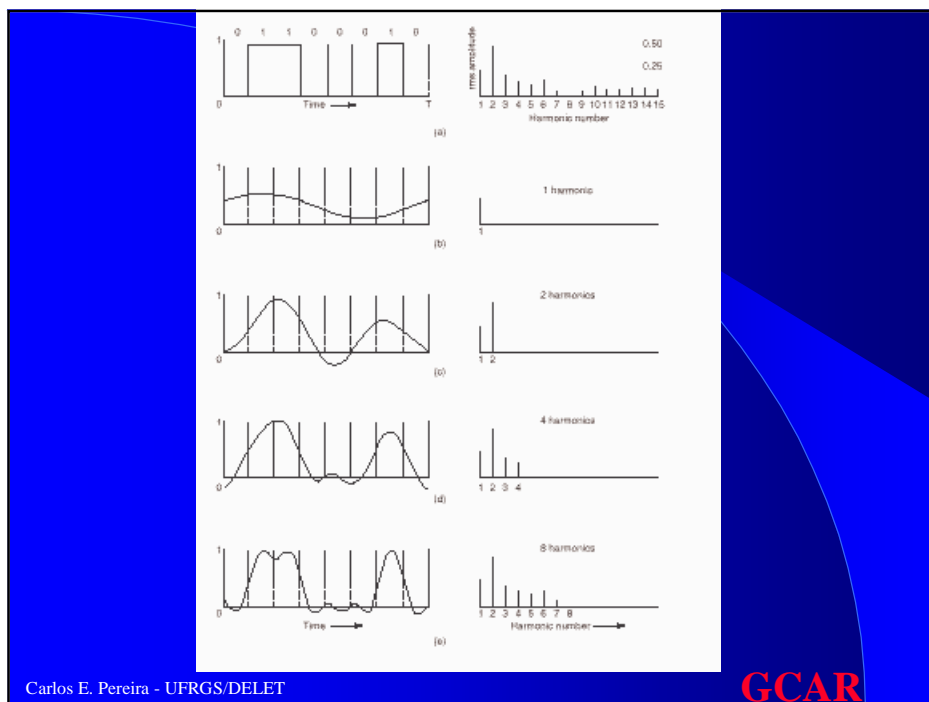 0 1 1 0 0 0 1 0
1
0
Time
T
(a)
rms amplitude
0.50
0.25
1 2 3 4 5 6 7 8 9 10 11 12 13 14 15
Harmonic number
1
0
(b)
1 harmonic
1
1
0
(c)
2 harmonics
1 2
1
0
(d)
4 harmonics
1 2 3 4
1
0
Time
(e)
8 harmonics
1 2 3 4 5 6 7 8
Harmonic number
Carlos E. Pereira - UFRGS/DELET
GCAR